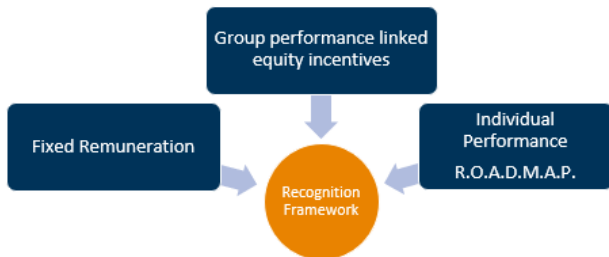 Group performance linked
equity incentives
Fixed Remuneration
Individual
Performance
R.O.A.D.M.A.P.
Recognition
Framework